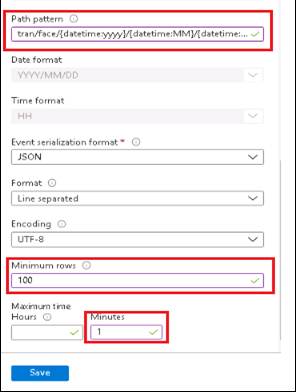 Path pattern
tran/face/{datetime:yyyy}/{datetime:MM}/{datetime:...
Date format
YYYY/MM/DD
Time format
HH
Event serialization format *
JSON
Format
Line separated
Encoding
UTF-8
Minimum rows
100
Maximum time
Hours Minutes
1
Save